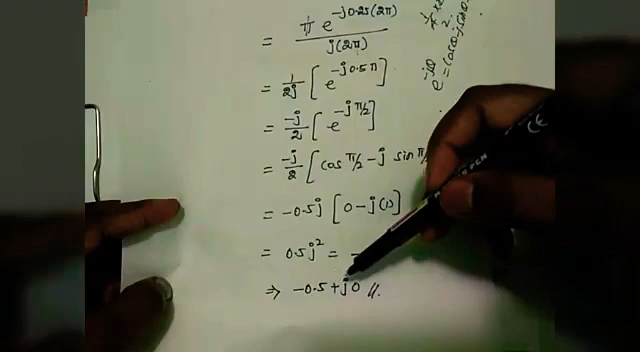 = π e^{-j0.25(2π)} / j(2π)
= 1/2j [ e^{-j0.5π} ]
= -j/2 [ e^{-jπ/2} ]
= -j/2 [ cos π/2 - j sin π/
= -0.5j [ 0 - j(1) ]
= 0.5j² = -
⇒ -0.5+j0 //.
e^{-jθ} = cosθ-jsinθ